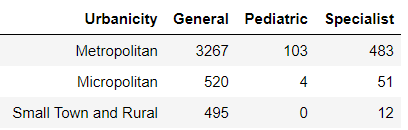 Urbanicity General Pediatric Specialist
Metropolitan 3267 103 483
Micropolitan 520 4 51
Small Town and Rural 495 0 12